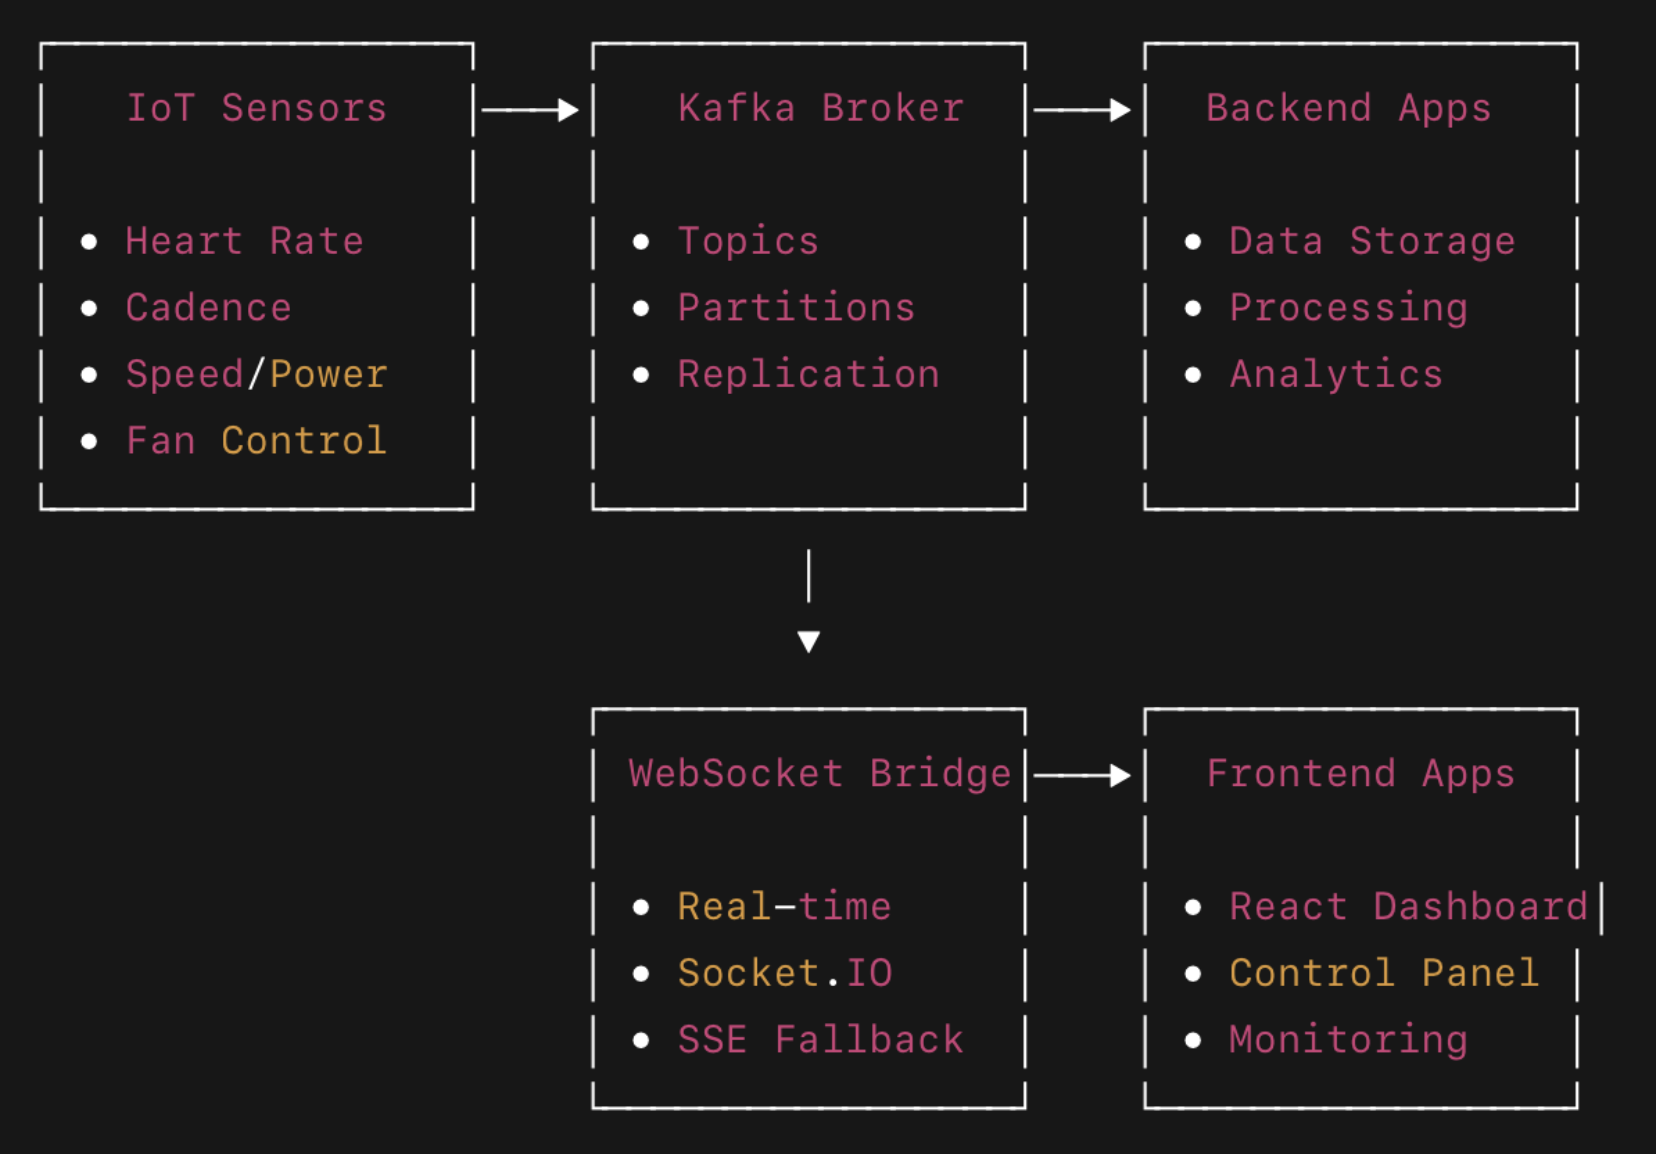 IoT Sensors
• Heart Rate
• Cadence
• Speed/Power
• Fan Control
Kafka Broker
• Topics
• Partitions
• Replication
Backend Apps
• Data Storage
• Processing
• Analytics
WebSocket Bridge
• Real-time
• Socket.IO
• SSE Fallback
Frontend Apps
• React Dashboard
• Control Panel
• Monitoring